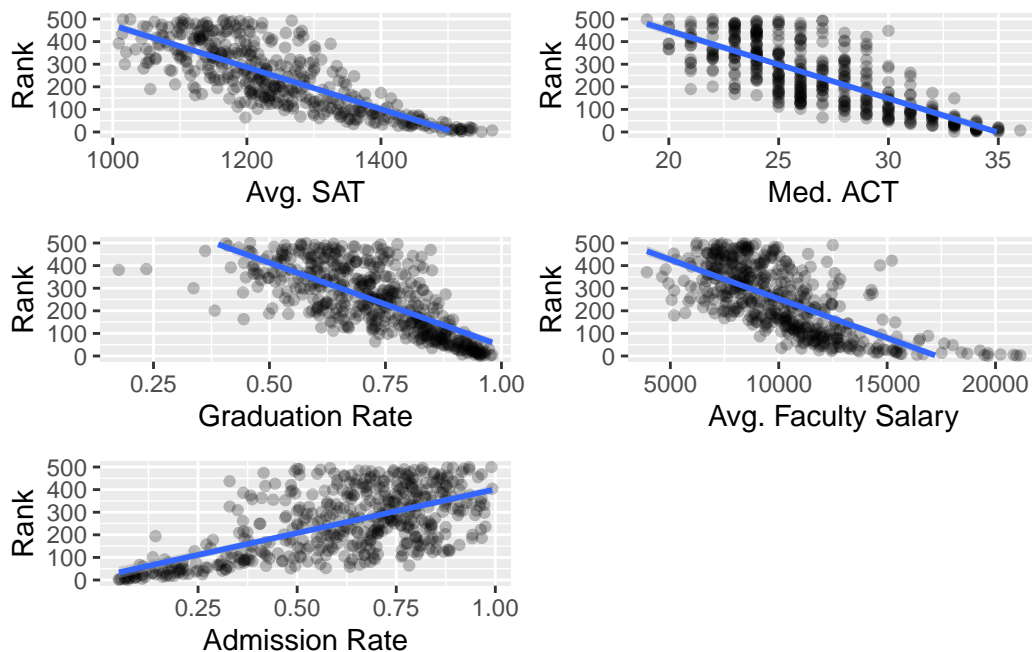 500
400
300
200
100
0
Rank
1000 1200 1400
Avg. SAT
500
400
300
200
100
0
Rank
20 25 30 35
Med. ACT
500
400
300
200
100
0
Rank
0.25 0.50 0.75 1.00
Graduation Rate
500
400
300
200
100
0
Rank
5000 10000 15000 20000
Avg. Faculty Salary
500
400
300
200
100
0
Rank
0.25 0.50 0.75 1.00
Admission Rate